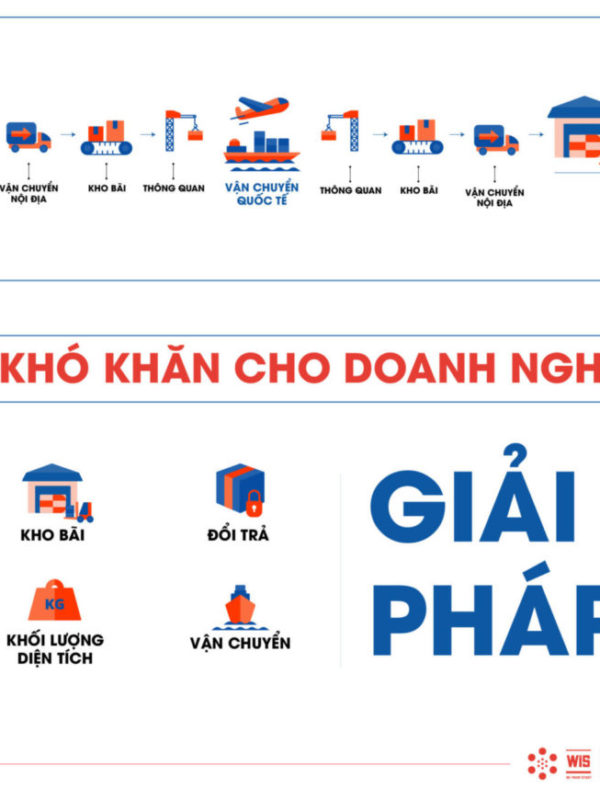 VẬN CHUYỂN
NỘI ĐỊA
KHO BÃI
THÔNG QUAN
VẬN CHUYỂN
QUỐC TẾ
THÔNG QUAN
KHO BÃI
VẬN CHUYỂN
NỘI ĐỊA
KHÓ KHĂN CHO DOANH NGH
KHO BÃI
ĐỔI TRẢ
KG
KHỐI LƯỢNG
DIỆN TÍCH
VẬN CHUYỂN
GIẢI
PHÁP
WIS